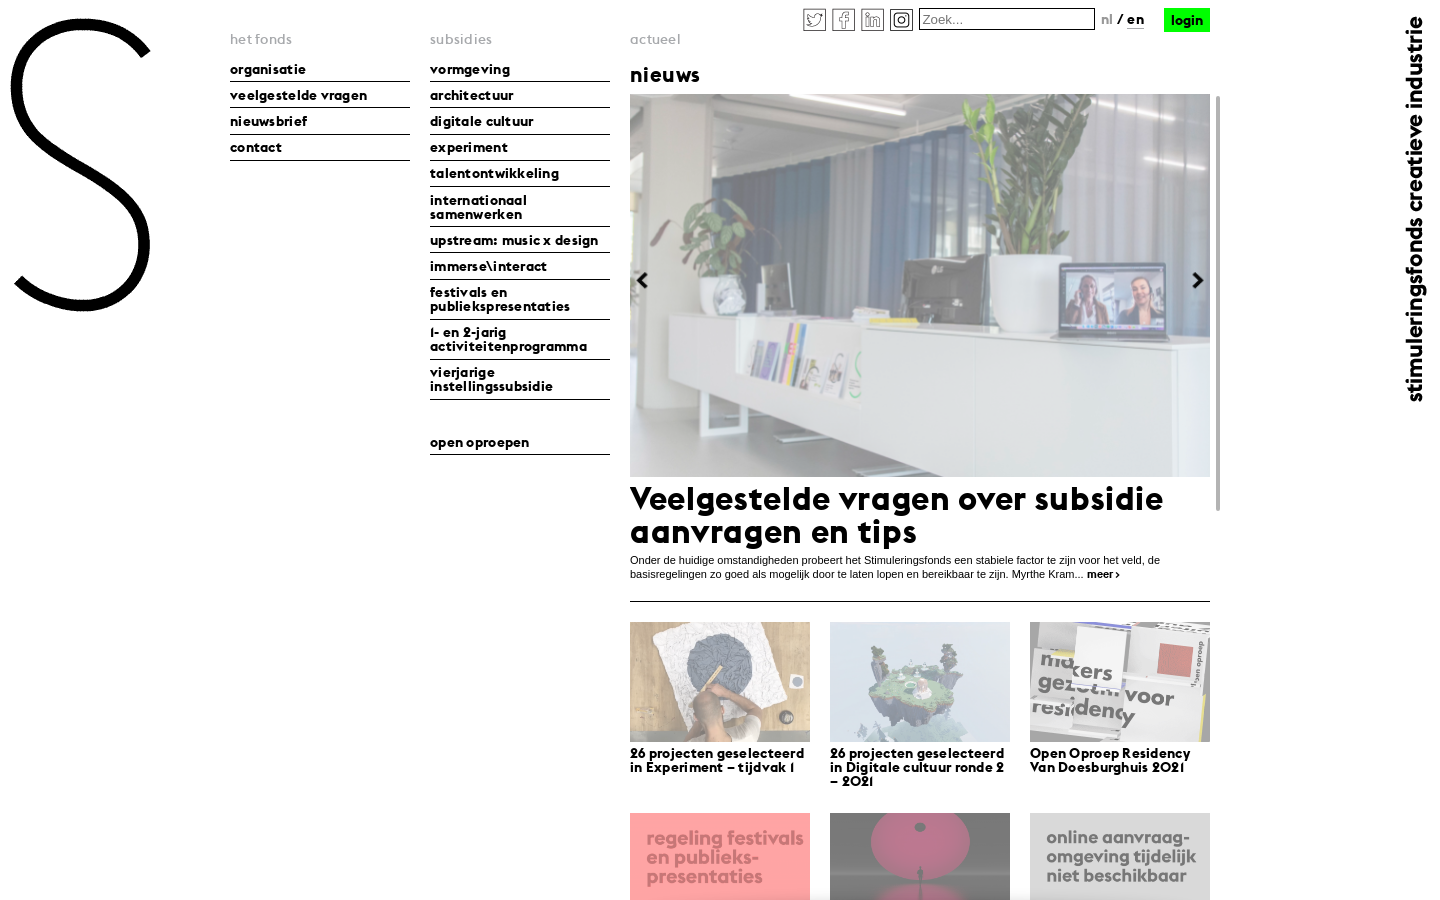 Zoek...
nl / en
login
stimuleringsfonds creatieve industrie
het fonds
organisatie
veelgestelde vragen
nieuwsbrief
contact
subsidies
vormgeving
architectuur
digitale cultuur
experiment
talentontwikkeling
internationaal
samenwerken
upstream: music x design
immerse\interact
festivals en
publiekspresentaties
1- en 2-jarig
activiteitenprogramma
vierjarige
instellingssubsidie
open oproepen
actueel
nieuws
Veelgestelde vragen over subsidie
aanvragen en tips
Onder de huidige omstandigheden probeert het Stimuleringsfonds een stabiele factor te zijn voor het veld, de
basisregelingen zo goed als mogelijk door te laten lopen en bereikbaar te zijn. Myrthe Kram... meer ›
makers
gezocht voor
residency
26 projecten geselecteerd
in Experiment – tijdvak 1
26 projecten geselecteerd
in Digitale cultuur ronde 2
– 2021
Open Oproep Residency
Van Doesburghuis 2021
regeling festivals
en publieks-
presentaties
online aanvraag-
omgeving tijdelijk
niet beschikbaar